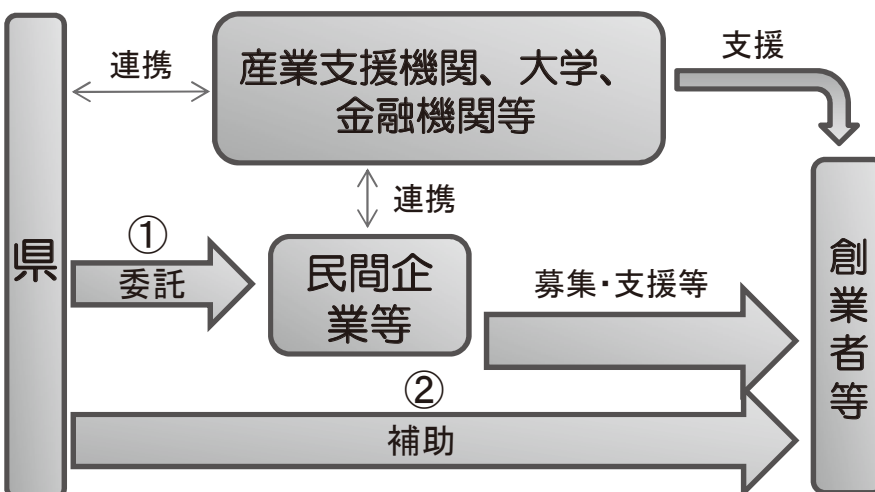 連携
産業支援機関、大学、
金融機関等
支援
連携
県
①
委託
民間企
業等
募集・支援等
②
補助
創業者等